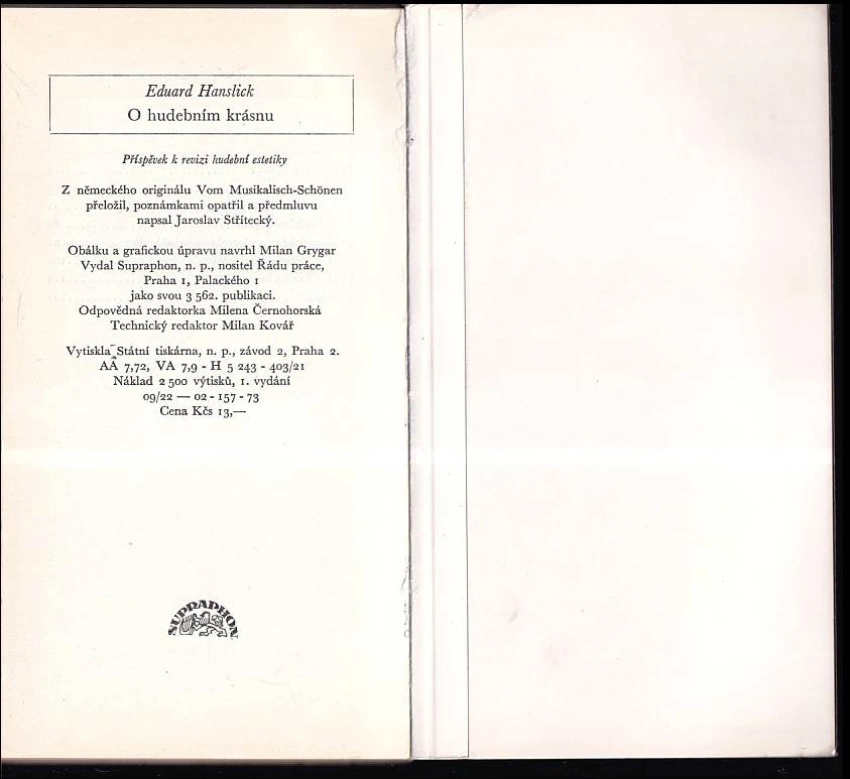 Eduard Hanslick
O hudebním krásnu
Příspěvek k revizi hudební estetiky
Z německého originálu Vom Musikalisch-Schönen
přeložil, poznámkami opatřil a předmluvu
napsal Jaroslav Střítecký.
Obálku a grafickou úpravu navrhl Milan Grygar
Vydal Supraphon, n. p., nositel Řádu práce,
Praha 1, Palackého 1
jako svou 3 562. publikaci.
Odpovědná redaktorka Milena Černohorská
Technický redaktor Milan Kovář
Vytiskla Státní tiskárna, n. p., závod 2, Praha 2.
AA 7,72, VA 7,9 - H 5 243 - 403/21
Náklad 2 500 výtisků, 1. vydání
09/22 — 02 - 157 - 73
Cena Kčs 13,—
SUPRAPHON